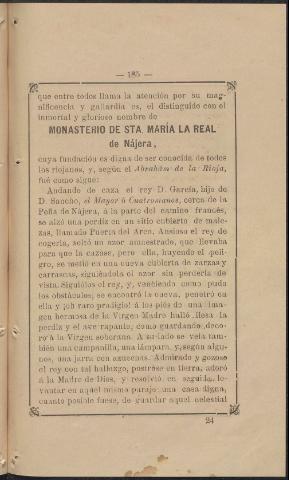 — 185 —
que entre todos llama la atención por su mag-
nificencia y gallardía es, el distinguido con el
inmortal y glorioso nombre de
MONASTERIO DE STA. MARÍA LA REAL
de Nájera,
cuya fundación es digna de ser conocida de todos
los riojanos, y, según el Abrahám de la Rioja,
fué como sigue:
Andando de caza el rey D. García, hijo de
D. Sancho, el Mayor ó Cuatromanos, cerca de la
Peña de Nájera, á la parte del camino francés,
se alzó una perdiz en un sitio cubierto de male-
zas, llamado Puerta del Arca. Ansioso el rey de
cogerla, soltó un azor amaestrado, que llevaba
para que la cazase, pero ella, huyendo el peli-
gro, se metió en una cueva cubierta de zarzas y
carrascas, siguiéndola el azor sin perderla de
vista. Siguiólos el rey, y, venciendo como pudo
los obstáculos, se encontró la cueva, penetró en
ella y ¡oh raro prodigio! á los piés de una ima-
gen hermosa de la Virgen Madre halló ilesa la
perdiz y el ave rapante, como guardando deco-
ro á la Virgen soberana. A su lado se veía tam-
bién una campanilla, una lámpara, y, según algu-
nos, una jarra con azucenas. Admirado y gozoso
el rey con tal hallazgo, postróse en tierra, adoró
á la Madre de Dios, y resolvió en seguida le-
vantar en aquel mismo paraje una casa digna,
cuanto posible fuese, de guardar aquel celestial
24